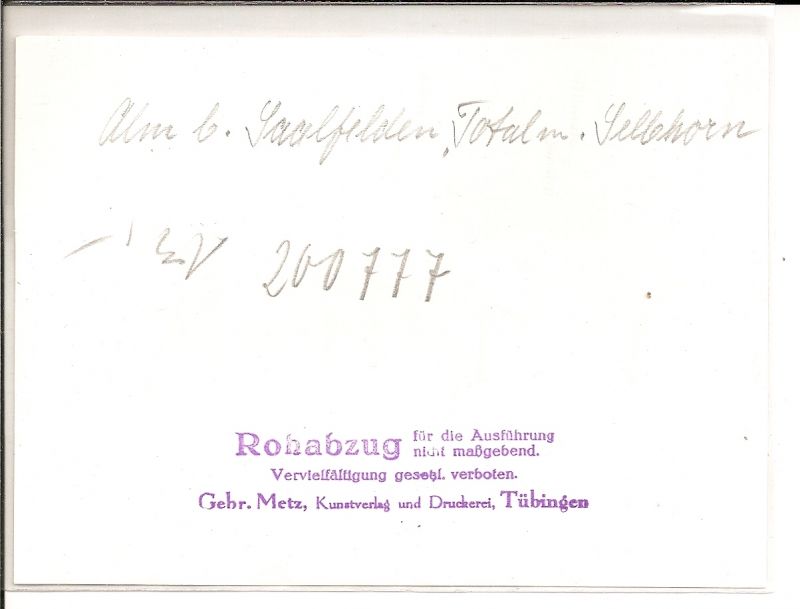 Alm b. Saalfelden, Totalm. Selbhorn
200777
Rohabzug für die Ausführung
nicht maßgebend.
Vervielfältigung gesetzl. verboten.
Gebr. Metz, Kunstverlag und Druckerei, Tübingen